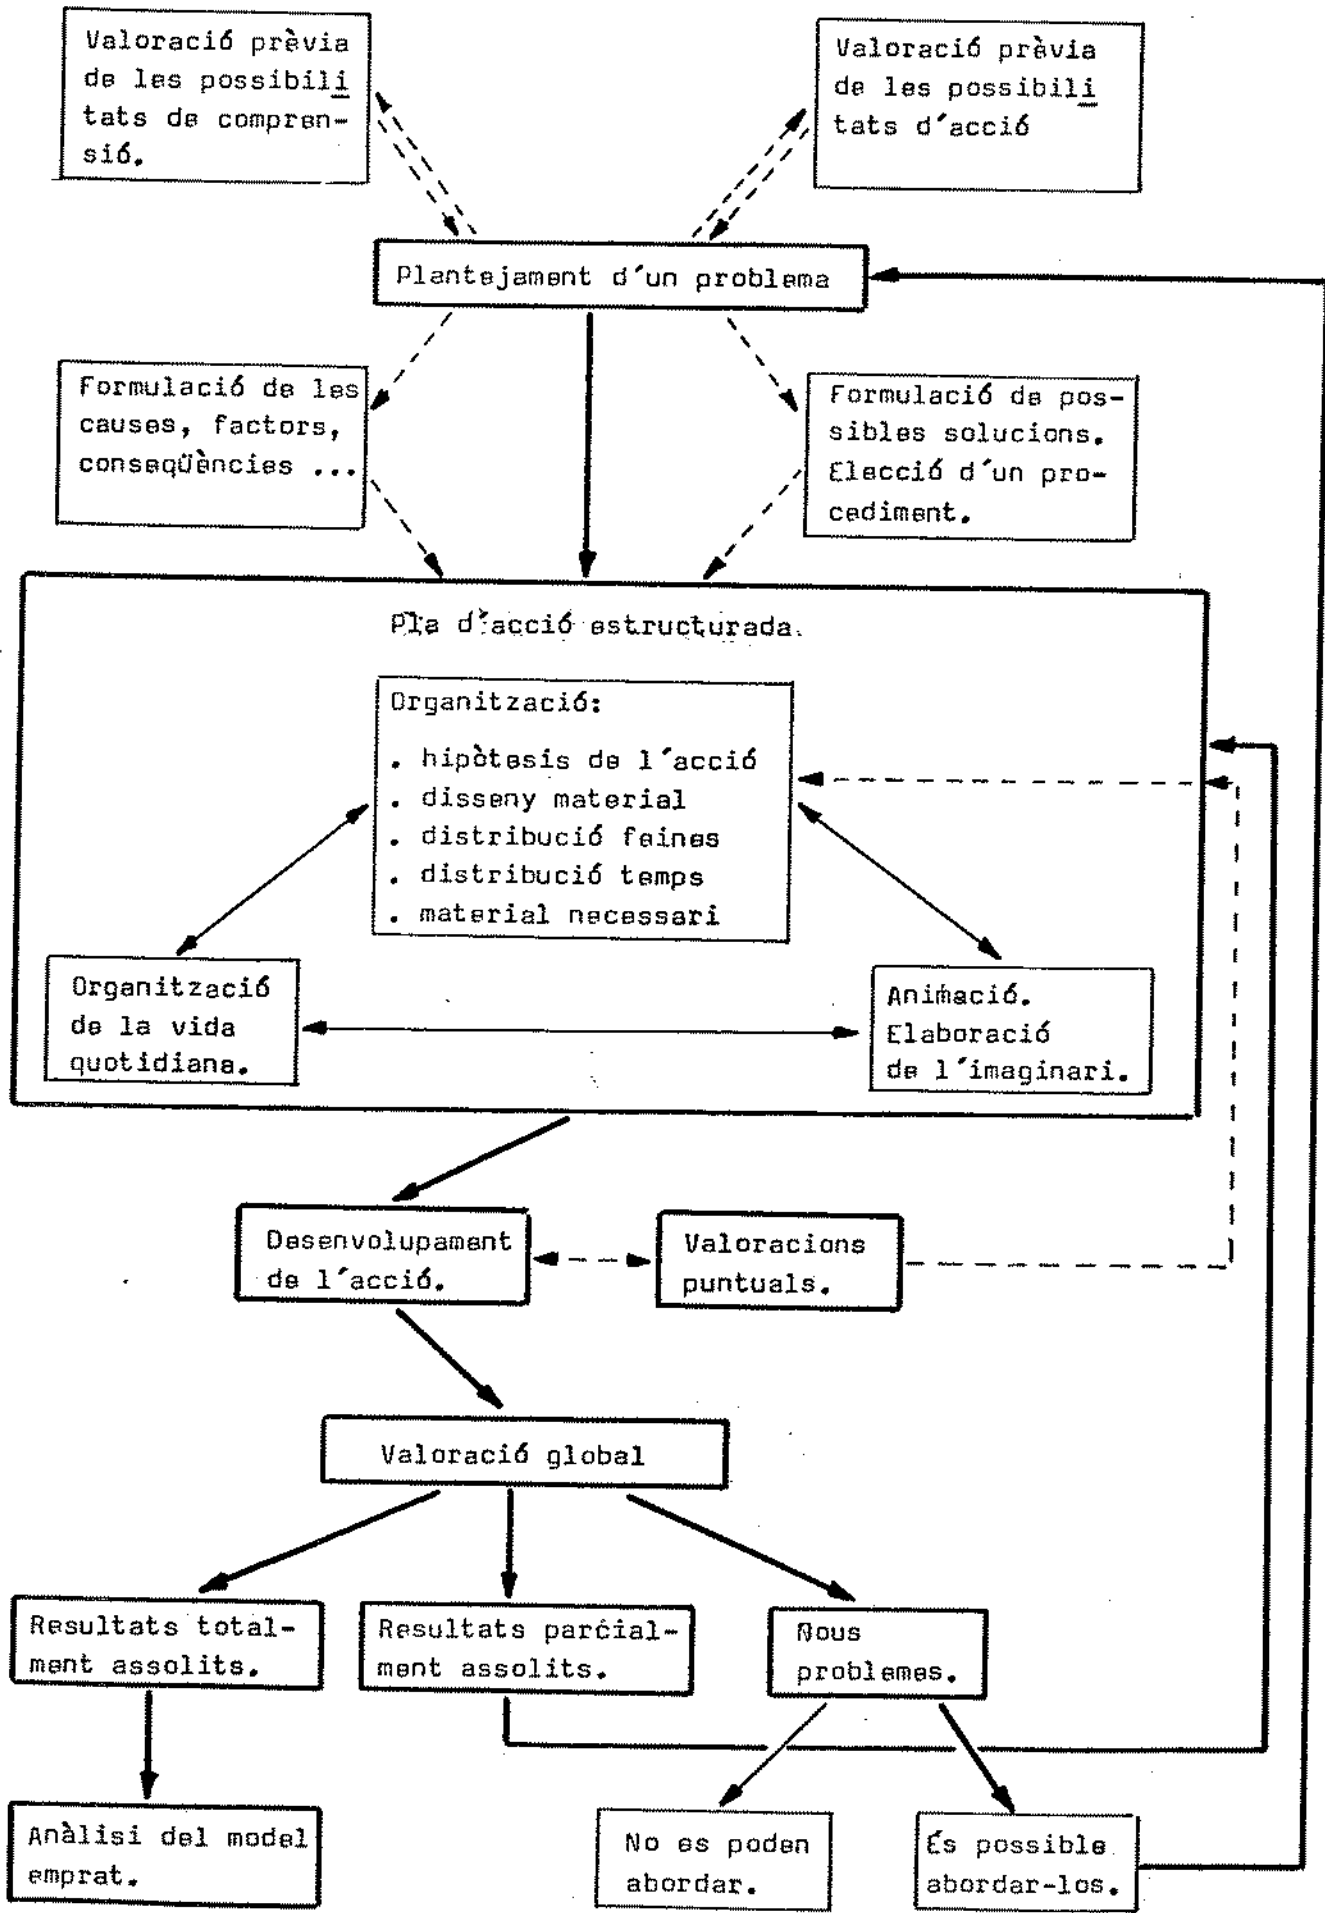 Valoració prèvia
de les possibili
tats de compren-
sió.
Valoració prèvia
de les possibili
tats d'acció
Plantejament d'un problema
Formulació de les
causes, factors,
conseqüències ...
Formulació de pos-
sibles solucions.
Elecció d'un pro-
cediment.
Pla d'acció estructurada.
Organització:
. hipòtesis de l'acció
. disseny material
. distribució feines
. distribució temps
. material necessari
Organització
de la vida
quotidiana.
Animació.
Elaboració
de l'imaginari.
Desenvolupament
de l'acció.
Valoracions
puntuals.
Valoració global
Resultats total-
ment assolits.
Resultats parcial-
ment assolits.
Nous
problemes.
Anàlisi del model
emprat.
No es poden
abordar.
És possible
abordar-los.